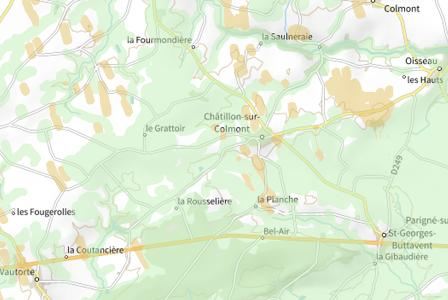 Colmont
la Fourmondière
la Saulneraie
Oisseau
les Hauts
Châtillon-sur-
Colmont
le Grattoir
D249
la Rousselière
la Planche
les Fougerolles
Parigné-su
St-Georges-
Buttavent
Bel-Air
la Coutancière
la Gibaudière
Vautorte